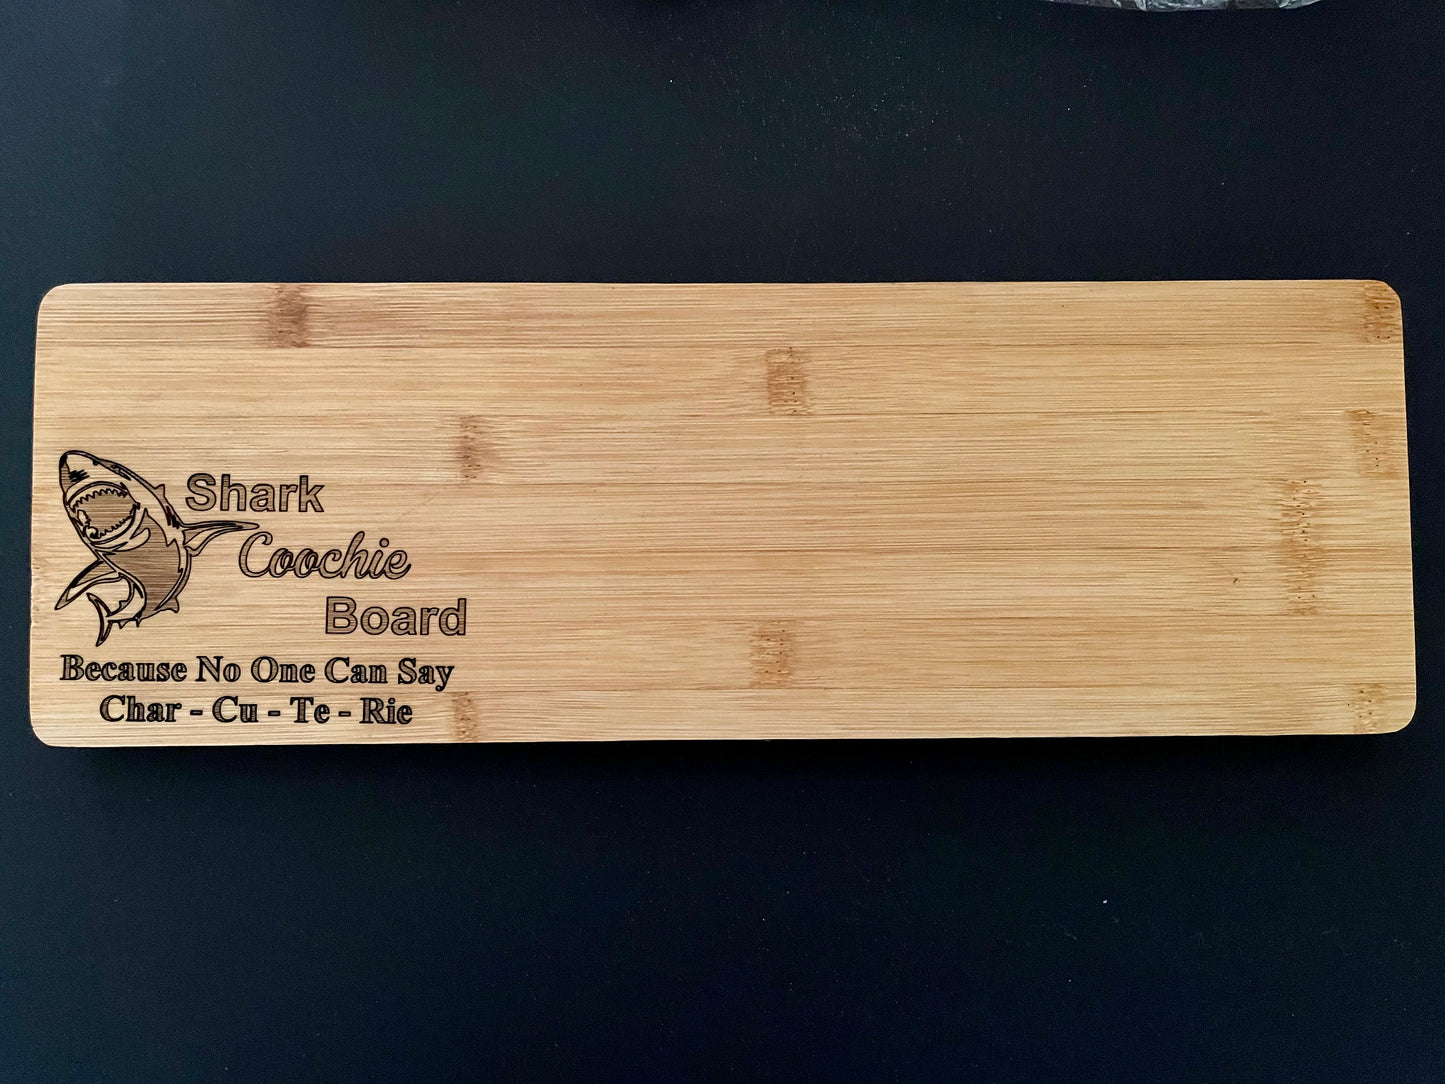 Shark
Coochie
Board
Because No One Can Say
Char - Cu - Te - Rie